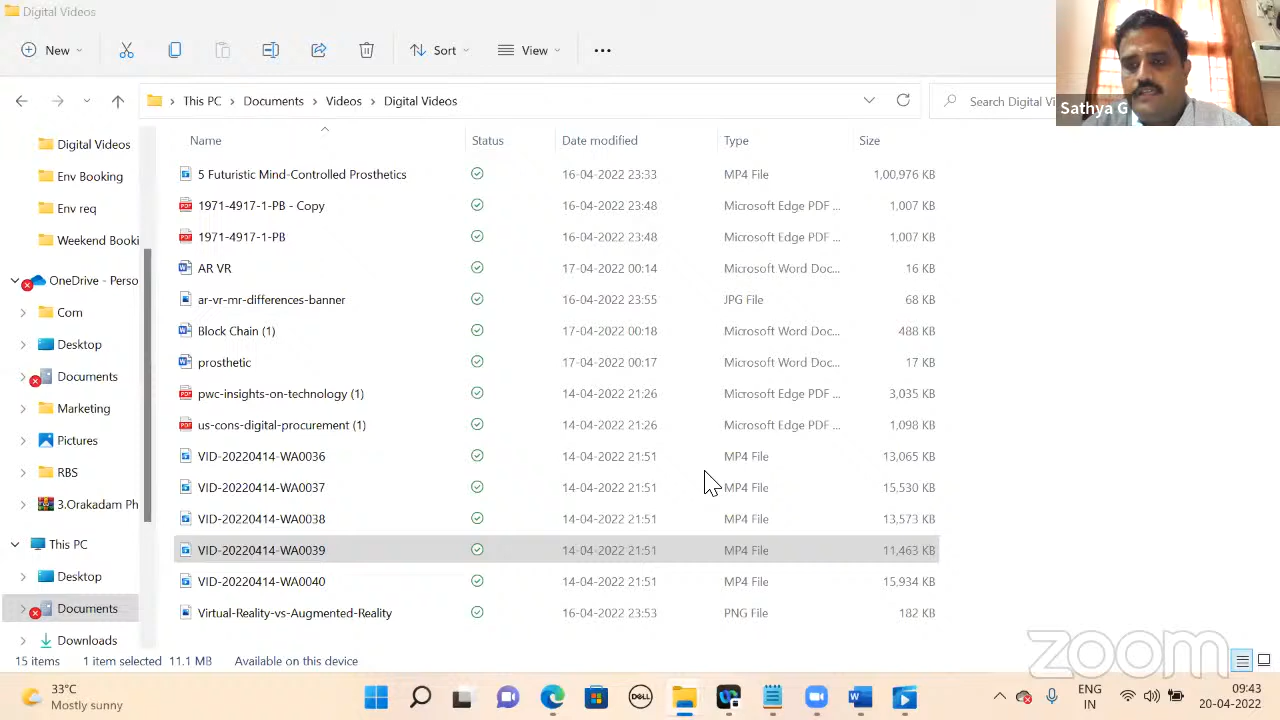 Digital Videos
New
Sort
View
This PC > Documents > Videos > Digital Videos
Search Digital Vi
Sathya G
Name Status Date modified Type Size
Digital Videos
Env Booking
Env req
Weekend Booki
OneDrive - Perso
Com
Desktop
Documents
Marketing
Pictures
RBS
3.Orakadam Ph
This PC
Desktop
Documents
Downloads
5 Futuristic Mind-Controlled Prosthetics 16-04-2022 23:33 MP4 File 1,00,976 KB
1971-4917-1-PB - Copy 16-04-2022 23:48 Microsoft Edge PDF ... 1,007 KB
1971-4917-1-PB 16-04-2022 23:48 Microsoft Edge PDF ... 1,007 KB
AR VR 17-04-2022 00:14 Microsoft Word Doc... 16 KB
ar-vr-mr-differences-banner 16-04-2022 23:55 JPG File 68 KB
Block Chain (1) 17-04-2022 00:18 Microsoft Word Doc... 488 KB
prosthetic 17-04-2022 00:17 Microsoft Word Doc... 17 KB
pwc-insights-on-technology (1) 14-04-2022 21:26 Microsoft Edge PDF ... 3,035 KB
us-cons-digital-procurement (1) 14-04-2022 21:26 Microsoft Edge PDF ... 1,098 KB
VID-20220414-WA0036 14-04-2022 21:51 MP4 File 13,065 KB
VID-20220414-WA0037 14-04-2022 21:51 MP4 File 15,530 KB
VID-20220414-WA0038 14-04-2022 21:51 MP4 File 13,573 KB
VID-20220414-WA0039 14-04-2022 21:51 MP4 File 11,463 KB
VID-20220414-WA0040 14-04-2022 21:51 MP4 File 15,934 KB
Virtual-Reality-vs-Augmented-Reality 16-04-2022 23:53 PNG File 182 KB
15 items 1 item selected 11.1 MB Available on this device
zoom
33°C
Mostly sunny
DELL
ENG
IN
09:43
20-04-2022